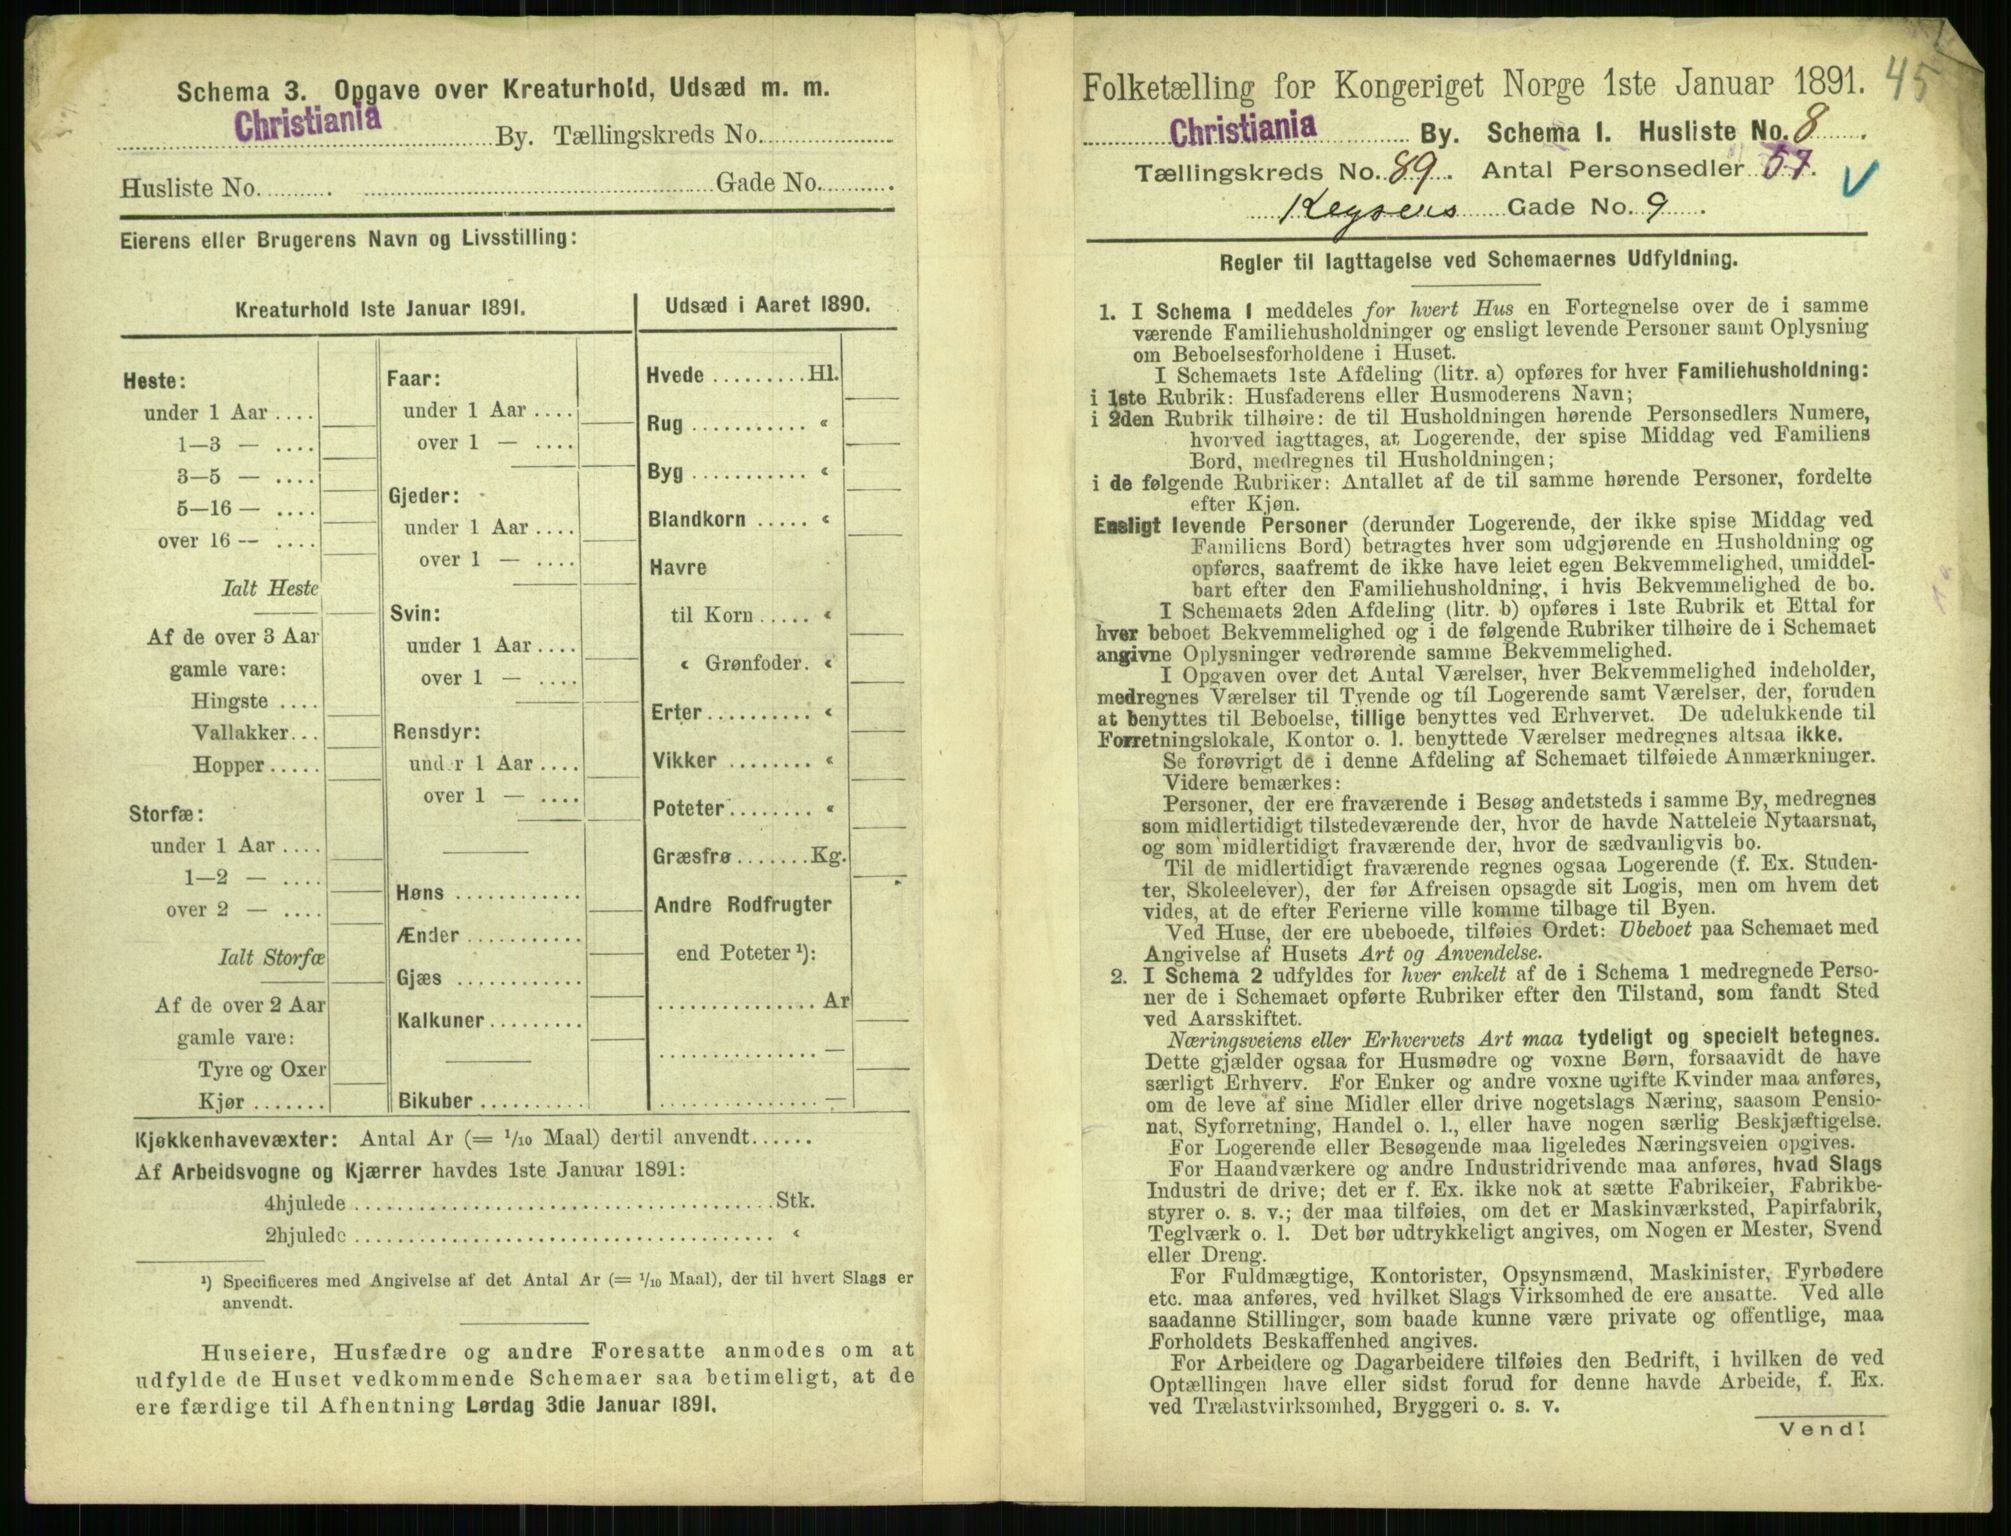 Schema 3. Opgave over Kreaturhold, Udsæd m. m.
Christiania By. Tællingskreds No.
Husliste No. Gade No.
Eierens eller Brugerens Navn og Livsstilling:
Kreaturhold 1ste Januar 1891.
Heste:
under 1 Aar ....
1—3 — ....
3—5 — ....
5—16 — ....
over 16 — ....
Ialt Heste
Af de over 3 Aar
gamle vare:
Hingste ....
Vallakker...
Hopper.....
Storfæ:
under 1 Aar ....
1—2 — ....
over 2 — ....
Ialt Storfæ
Af de over 2 Aar
gamle vare:
Tyre og Oxer
Kjør .......
Faar:
under 1 Aar ....
over 1 — ....
Gjeder:
under 1 Aar ....
over 1 — ....
Svin:
under 1 Aar ....
over 1 — ....
Rensdyr:
under 1 Aar ....
over 1 — ....
Høns ............
Ænder ...........
Gjæs ............
Kalkuner.........
Bikuber..........
Udsæd i Aaret 1890.
Hvede .........Hl.
Rug ........... «
Byg ........... «
Blandkorn ..... «
Havre
til Korn ..... «
« Grønfoder. «
Erter.......... «
Vikker ........ «
Poteter........ «
Græsfrø.......Kg.
Andre Rodfrugter
end Poteter ¹):
...............Ar
............... —
............... —
Kjøkkenhavevæxter: Antal Ar (= 1/10 Maal) dertil anvendt......
Af Arbeidsvogne og Kjærrer havdes 1ste Januar 1891:
4hjulede ......................................Stk.
2hjulede ...................................... «
¹) Specificeres med Angivelse af det Antal Ar (= 1/10 Maal), der til hvert Slags er
anvendt.
Huseiere, Husfædre og andre Foresatte anmodes om at
udfylde de Huset vedkommende Schemaer saa betimeligt, at de
ere færdige til Afhentning Lørdag 3die Januar 1891.
45
Folketælling for Kongeriget Norge 1ste Januar 1891.
Christiania By. Schema 1. Husliste No. 8.
Tællingskreds No. 89. Antal Personsedler 57.
Keysers Gade No. 9.
Regler til Iagttagelse ved Schemaernes Udfyldning.
1. I Schema 1 meddeles for hvert Hus en Fortegnelse over de i samme
værende Familiehusholdninger og ensligt levende Personer samt Oplysning
om Beboelsesforholdene i Huset.
I Schemaets 1ste Afdeling (litr. a) opføres for hver Familiehusholdning:
i 1ste Rubrik: Husfaderens eller Husmoderens Navn;
i 2den Rubrik tilhøire: de til Husholdningen hørende Personsedlers Numere,
hvorved iagttages, at Logerende, der spise Middag ved Familiens
Bord, medregnes til Husholdningen;
i de følgende Rubriker: Antallet af de til samme hørende Personer, fordelte
efter Kjøn.
Ensligt levende Personer (derunder Logerende, der ikke spise Middag ved
Familiens Bord) betragtes hver som udgjørende en Husholdning og
opføres, saafremt de ikke have leiet egen Bekvemmelighed, umiddel-
bart efter den Familiehusholdning, i hvis Bekvemmelighed de bo.
I Schemaets 2den Afdeling (litr. b) opføres i 1ste Rubrik et Ettal for
hver beboet Bekvemmelighed og i de følgende Rubriker tilhøire de i Schemaet
angivne Oplysninger vedrørende samme Bekvemmelighed.
I Opgaven over det Antal Værelser, hver Bekvemmelighed indeholder,
medregnes Værelser til Tyende og til Logerende samt Værelser, der, foruden
at benyttes til Beboelse, tillige benyttes ved Erhvervet. De udelukkende til
Forretningslokale, Kontor o. l. benyttede Værelser medregnes altsaa ikke.
Se forøvrigt de i denne Afdeling af Schemaet tilføiede Anmærkninger.
Videre bemærkes:
Personer, der ere fraværende i Besøg andetsteds i samme By, medregnes
som midlertidigt tilstedeværende der, hvor de havde Natteleie Nytaarsnat,
og som midlertidigt fraværende der, hvor de sædvanligvis bo.
Til de midlertidigt fraværende regnes ogsaa Logerende (f. Ex. Studen-
ter, Skoleelever), der før Afreisen opsagde sit Logis, men om hvem det
vides, at de efter Ferierne ville komme tilbage til Byen.
Ved Huse, der ere ubeboede, tilføies Ordet: Ubeboet paa Schemaet med
Angivelse af Husets Art og Anvendelse.
2. I Schema 2 udfyldes for hver enkelt af de i Schema 1 medregnede Perso-
ner de i Schemaet opførte Rubriker efter den Tilstand, som fandt Sted
ved Aarsskiftet.
Næringsveiens eller Erhvervets Art maa tydeligt og specielt betegnes.
Dette gjælder ogsaa for Husmødre og voxne Børn, forsaavidt de have
særligt Erhverv. For Enker og andre voxne ugifte Kvinder maa anføres,
om de leve af sine Midler eller drive nogetslags Næring, saasom Pensio-
nat, Syforretning, Handel o. l., eller have nogen særlig Beskjæftigelse.
For Logerende eller Besøgende maa ligeledes Næringsveien opgives.
For Haandværkere og andre Industridrivende maa anføres, hvad Slags
Industri de drive; det er f. Ex. ikke nok at sætte Fabrikeier, Fabrikbe-
styrer o. s. v.; der maa tilføies, om det er Maskinværksted, Papirfabrik,
Teglværk o. l. Det bør udtrykkeligt angives, om Nogen er Mester, Svend
eller Dreng.
For Fuldmægtige, Kontorister, Opsynsmænd, Maskinister, Fyrbødere
etc. maa anføres, ved hvilket Slags Virksomhed de ere ansatte. Ved alle
saadanne Stillinger, som baade kunne være private og offentlige, maa
Forholdets Beskaffenhed angives.
For Arbeidere og Dagarbeidere tilføies den Bedrift, i hvilken de ved
Optællingen have eller sidst forud for denne havde Arbeide, f. Ex.
ved Trælastvirksomhed, Bryggeri o. s. v.
Vend!